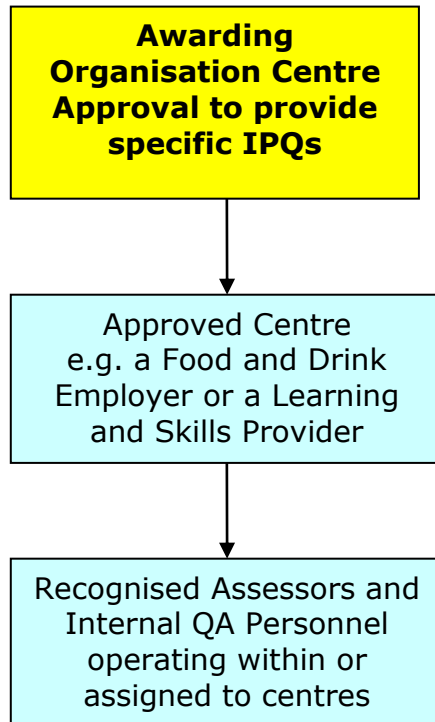 Awarding
Organisation Centre
Approval to provide
specific IPQs
Approved Centre
e.g. a Food and Drink
Employer or a Learning
and Skills Provider
Recognised Assessors and
Internal QA Personnel
operating within or
assigned to centres